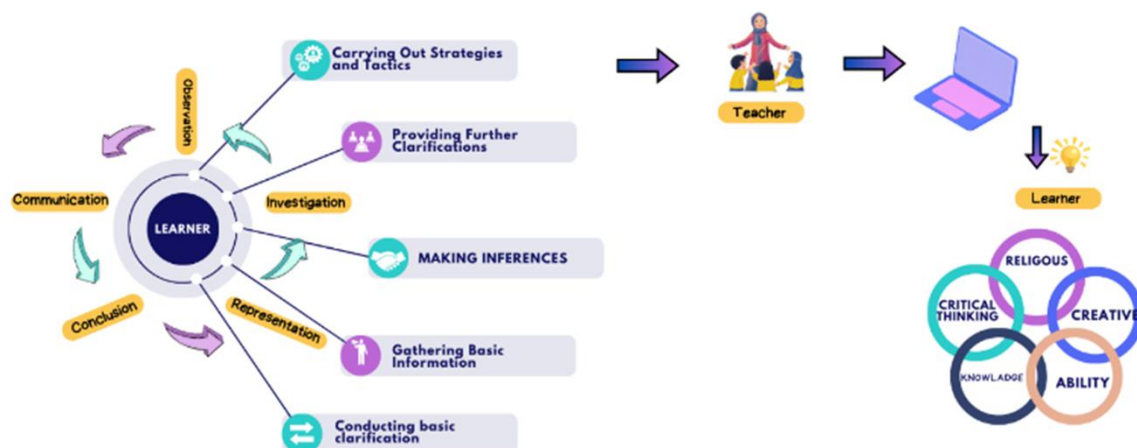 Observation
Communication
LEARNER
Investigation
Conclusion
Representation
Carrying Out Strategies
and Tactics
Providing Further
Clarifications
MAKING INFERENCES
Gathering Basic
Information
Conducting basic
clarification
Teacher
Learner
RELIGOUS
CRITICAL
THINKING
CREATIVE
KNOWLADGE
ABILITY